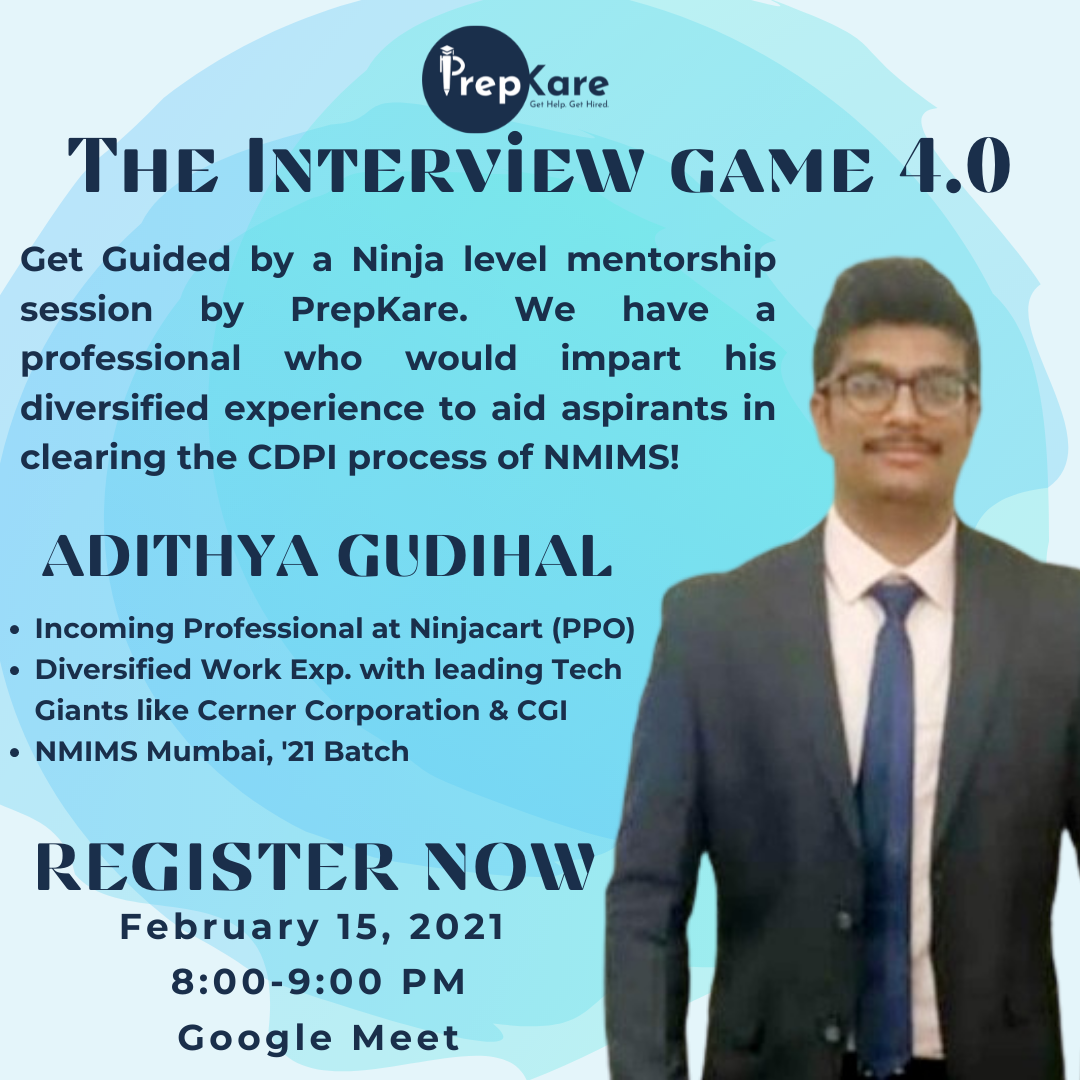 PrepKare
Get Help. Get Hired.
The Interview game 4.0
Get Guided by a Ninja level mentorship
session by PrepKare. We have a
professional who would impart his
diversified experience to aid aspirants in
clearing the CDPI process of NMIMS!
ADITHYA GUDIHAL
• Incoming Professional at Ninjacart (PPO)
• Diversified Work Exp. with leading Tech
Giants like Cerner Corporation & CGI
• NMIMS Mumbai, '21 Batch
REGISTER NOW
February 15, 2021
8:00-9:00 PM
Google Meet